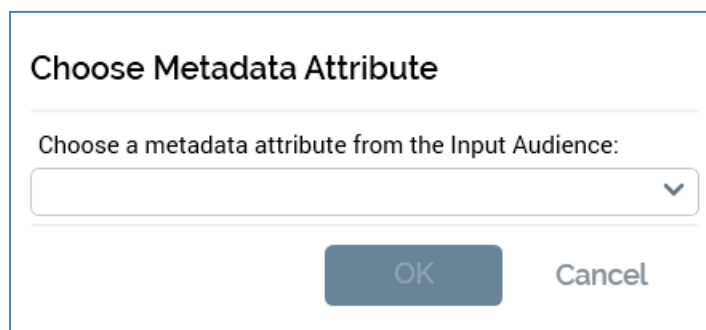 Choose Metadata Attribute
Choose a metadata attribute from the Input Audience:
OK
Cancel